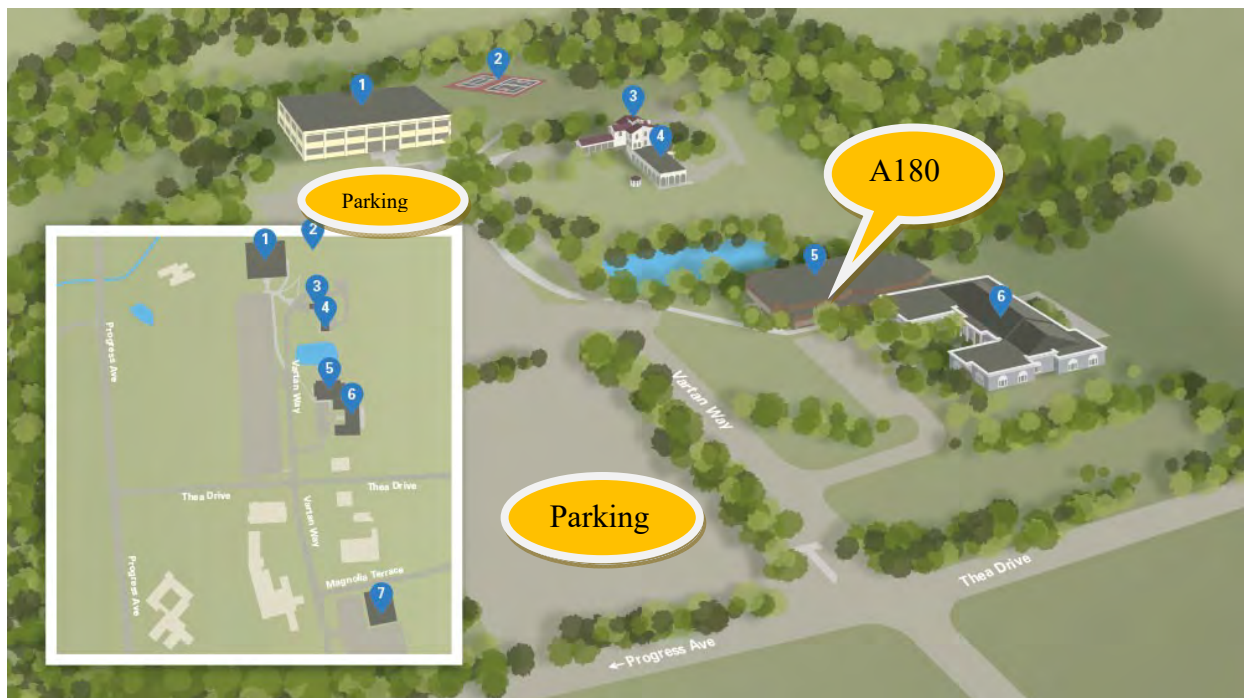 1
2
3
4
A180
Parking
5
6
Vartan Way
Parking
Thea Drive
←Progress Ave
1
2
3
4
Progress Ave
Vartan Way
5
6
Thea Drive
Thea Drive
Vartan Way
Progress Ave
Magnolia Terrace
7